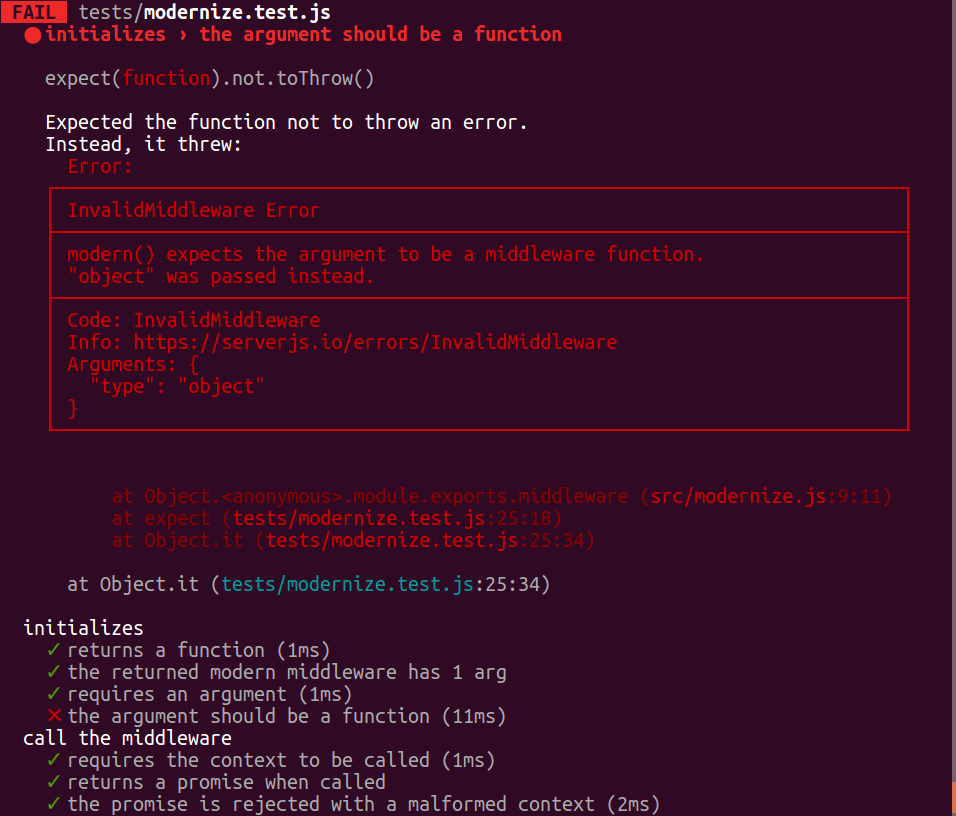 FAIL tests/modernize.test.js
● initializes › the argument should be a function
expect(function).not.toThrow()
Expected the function not to throw an error.
Instead, it threw:
Error:
InvalidMiddleware Error
modern() expects the argument to be a middleware function.
"object" was passed instead.
Code: InvalidMiddleware
Info: https://serverjs.io/errors/InvalidMiddleware
Arguments: {
"type": "object"
}
at Object.<anonymous>.module.exports.middleware (src/modernize.js:9:11)
at expect (tests/modernize.test.js:25:18)
at Object.it (tests/modernize.test.js:25:34)
at Object.it (tests/modernize.test.js:25:34)
initializes
✓ returns a function (1ms)
✓ the returned modern middleware has 1 arg
✓ requires an argument (1ms)
✕ the argument should be a function (11ms)
call the middleware
✓ requires the context to be called (1ms)
✓ returns a promise when called
✓ the promise is rejected with a malformed context (2ms)